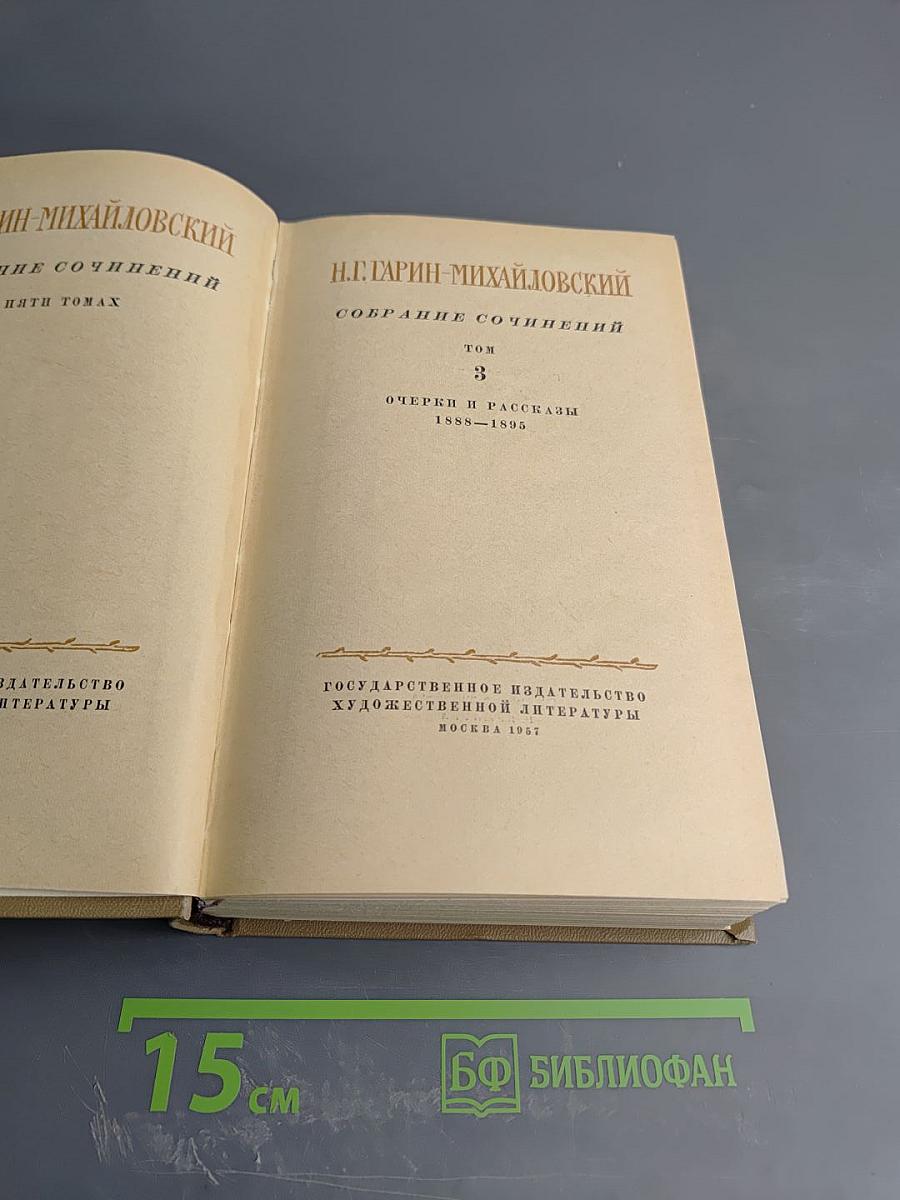 ИН-МИХАЙЛОВСКИЙ
НИЕ СОЧИНЕНИЙ
ПЯТИ ТОМАХ
ЗДАТЕЛЬСТВО
ИТЕРАТУРЫ
Н.Г. ГАРИН-МИХАЙЛОВСКИЙ
СОБРАНИЕ СОЧИНЕНИЙ
ТОМ
3
ОЧЕРКИ И РАССКАЗЫ
1888—1895
ГОСУДАРСТВЕННОЕ ИЗДАТЕЛЬСТВО
ХУДОЖЕСТВЕННОЙ ЛИТЕРАТУРЫ
МОСКВА 1957
15 см
БФ БИБЛИОФАН